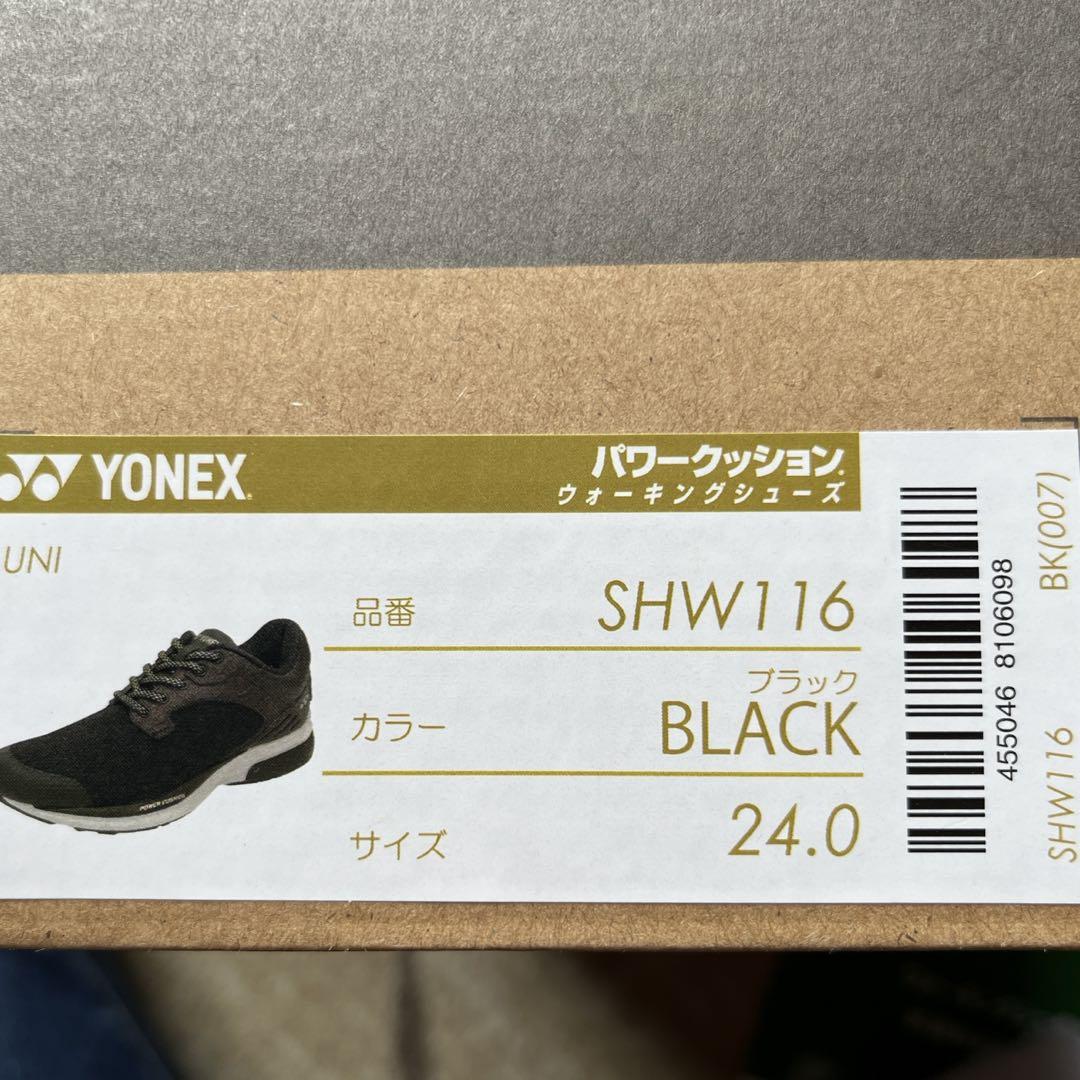 YONEX
パワークッション
ウォーキングシューズ
UNI
品番
SHW116
カラー
ブラック
BLACK
サイズ
24.0
POWER CUSHION
455046 8106098
BK(007)
SHW116